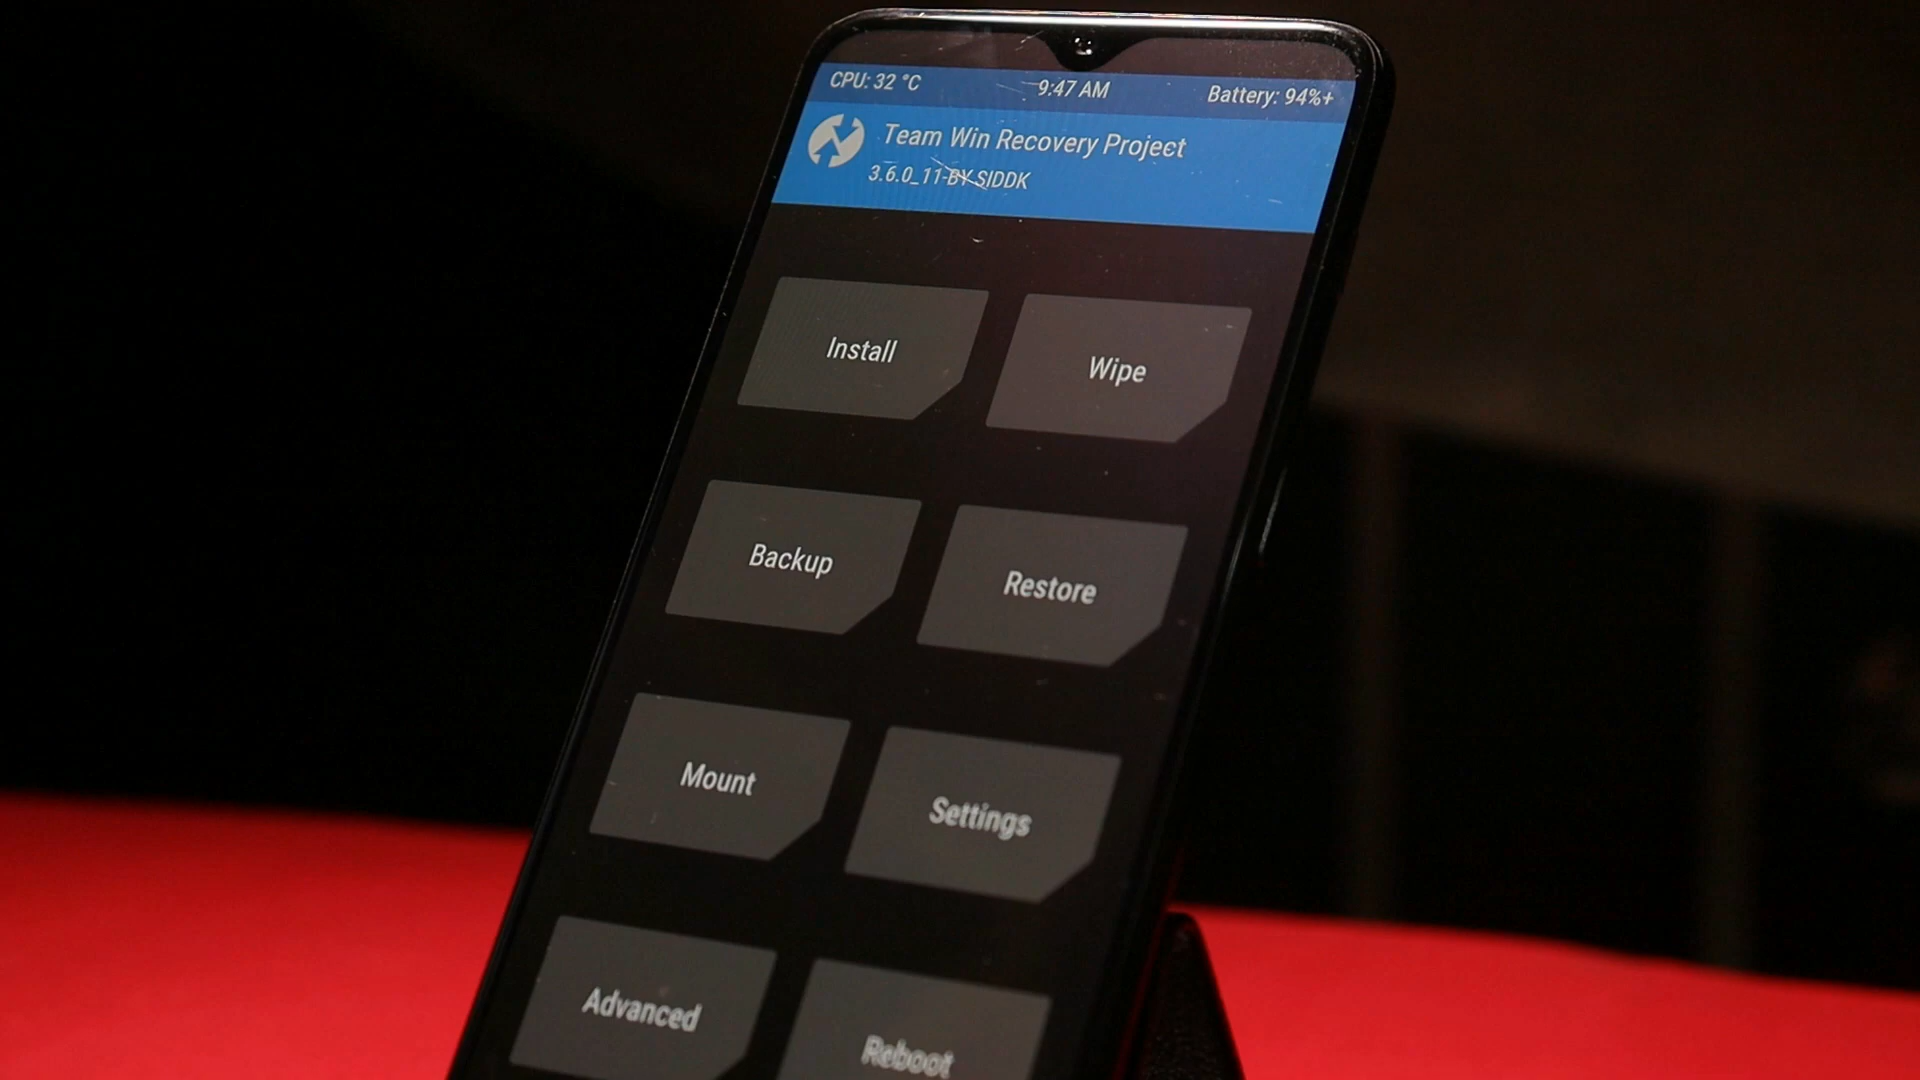 CPU: 32 °C 9:47 AM Battery: 94%+
Team Win Recovery Project
3.6.0_11-BY SIDDK
Install Wipe
Backup Restore
Mount Settings
Advanced Reboot